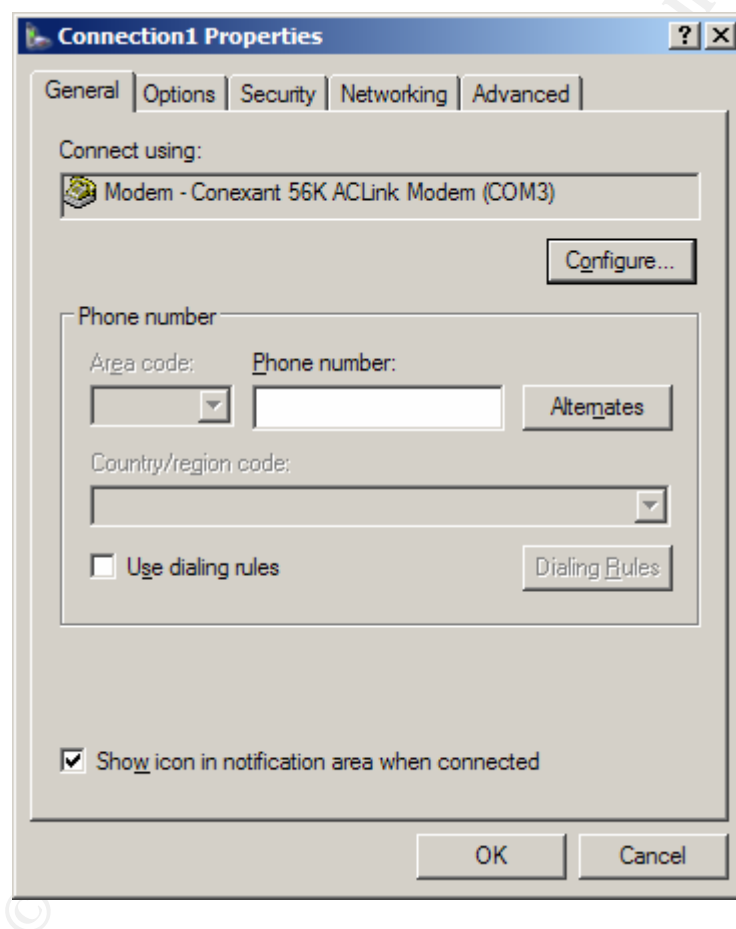 Connection1 Properties
General Options Security Networking Advanced
Connect using:
Modem - Conexant 56K ACLink Modem (COM3)
Configure...
Phone number
Area code: Phone number:
Alternates
Country/region code:
Use dialing rules Dialing Rules
Show icon in notification area when connected
OK Cancel